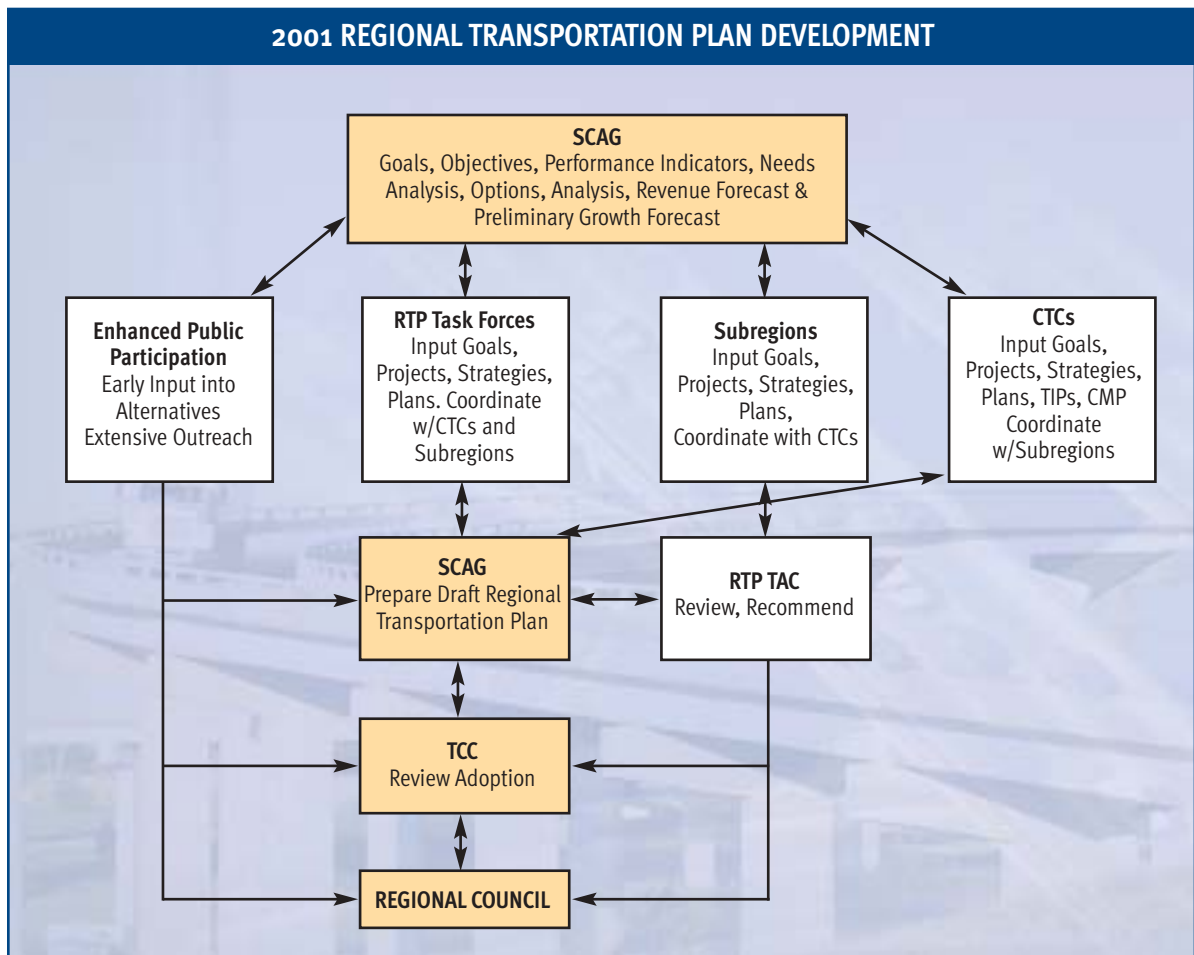 2001 REGIONAL TRANSPORTATION PLAN DEVELOPMENT
SCAG
Goals, Objectives, Performance Indicators, Needs
Analysis, Options, Analysis, Revenue Forecast &
Preliminary Growth Forecast
Enhanced Public
Participation
Early Input into
Alternatives
Extensive Outreach
RTP Task Forces
Input Goals,
Projects, Strategies,
Plans. Coordinate
w/CTCs and
Subregions
Subregions
Input Goals,
Projects, Strategies,
Plans,
Coordinate with CTCs
CTCs
Input Goals,
Projects, Strategies,
Plans, TIPs, CMP
Coordinate
w/Subregions
SCAG
Prepare Draft Regional
Transportation Plan
RTP TAC
Review, Recommend
TCC
Review Adoption
REGIONAL COUNCIL